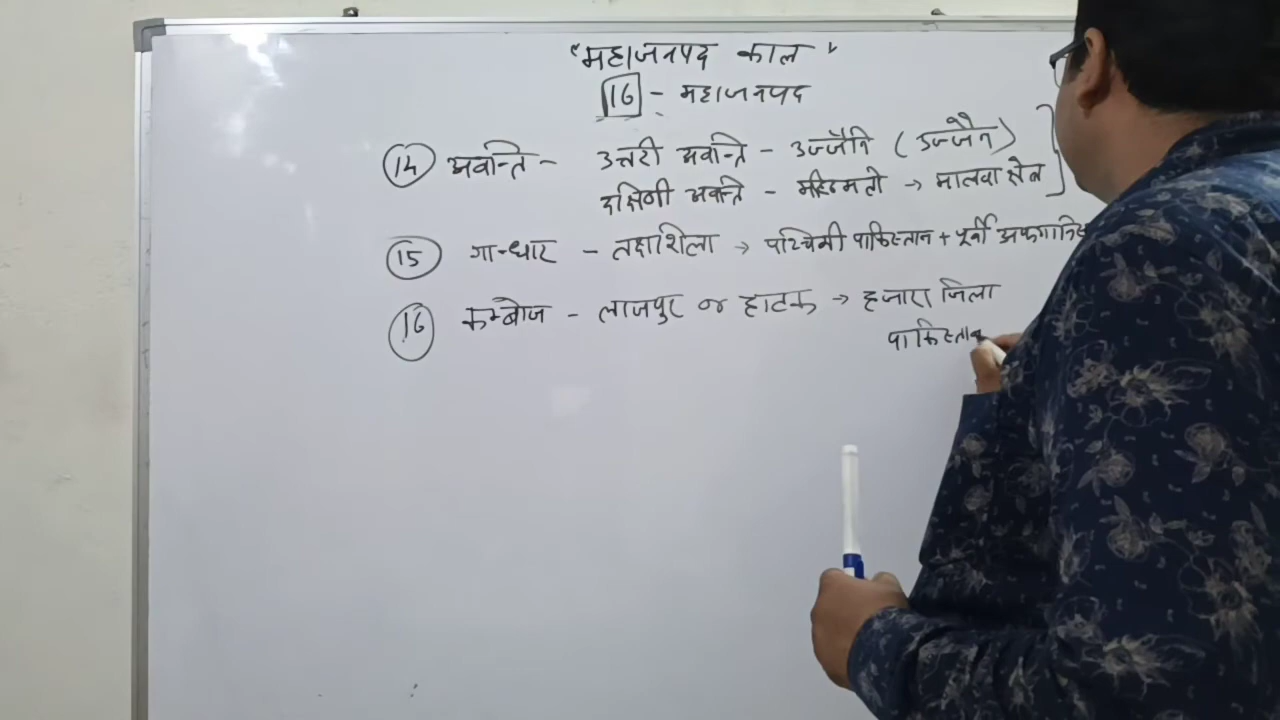 "महाजनपद काल"
16 - महाजनपद
14 अवन्ति - उत्तरी अवन्ति - उज्जैनि (उज्जैन)
दक्षिणी अवन्ति - महिष्मती → मालवा क्षेत्र
15 गान्धार - तक्षशिला → पश्चिमी पाकिस्तान + पूर्वी
16 कम्बोज - लाजपुर or हाटक → हजारा जिला
पाकिस्तान